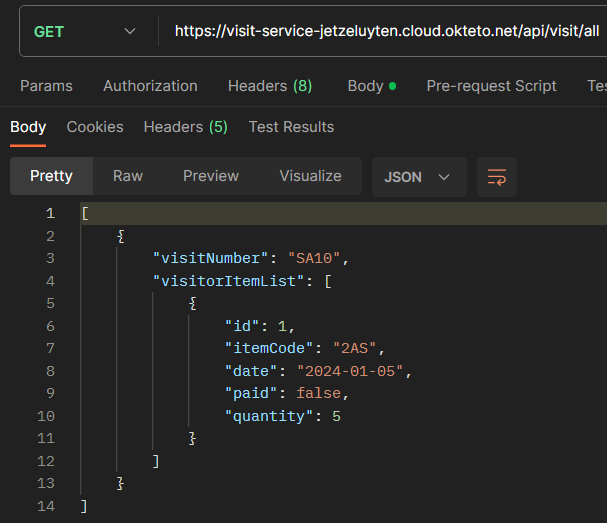 GET https://visit-service-jetzeluyten.cloud.okteto.net/api/visit/all
Params Authorization Headers (8) Body Pre-request Script Tes
Body Cookies Headers (5) Test Results
Pretty Raw Preview Visualize JSON
1 [
2 {
3 "visitNumber": "SA10",
4 "visitorItemList": [
5 {
6 "id": 1,
7 "itemCode": "2AS",
8 "date": "2024-01-05",
9 "paid": false,
10 "quantity": 5
11 }
12 ]
13 }
14 ]